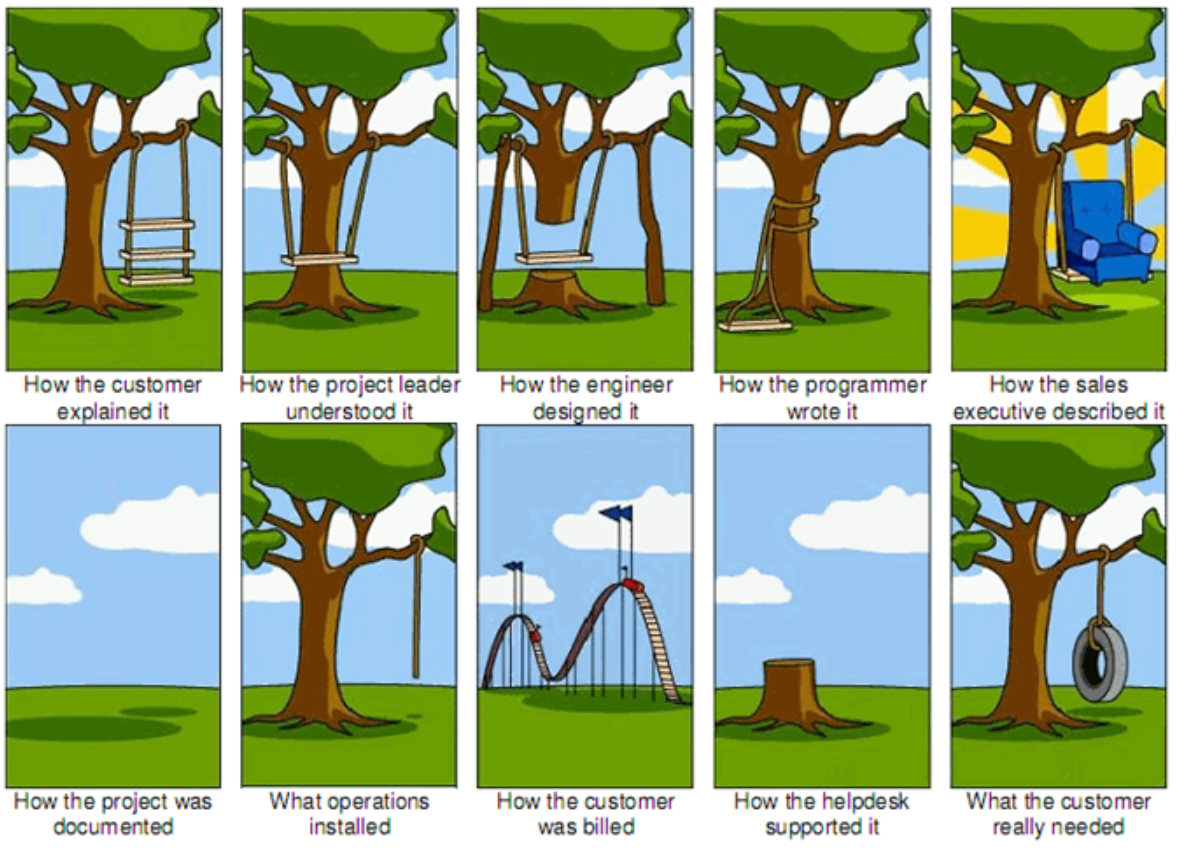 How the customer
explained it
How the project leader
understood it
How the engineer
designed it
How the programmer
wrote it
How the sales
executive described it
How the project was
documented
What operations
installed
How the customer
was billed
How the helpdesk
supported it
What the customer
really needed